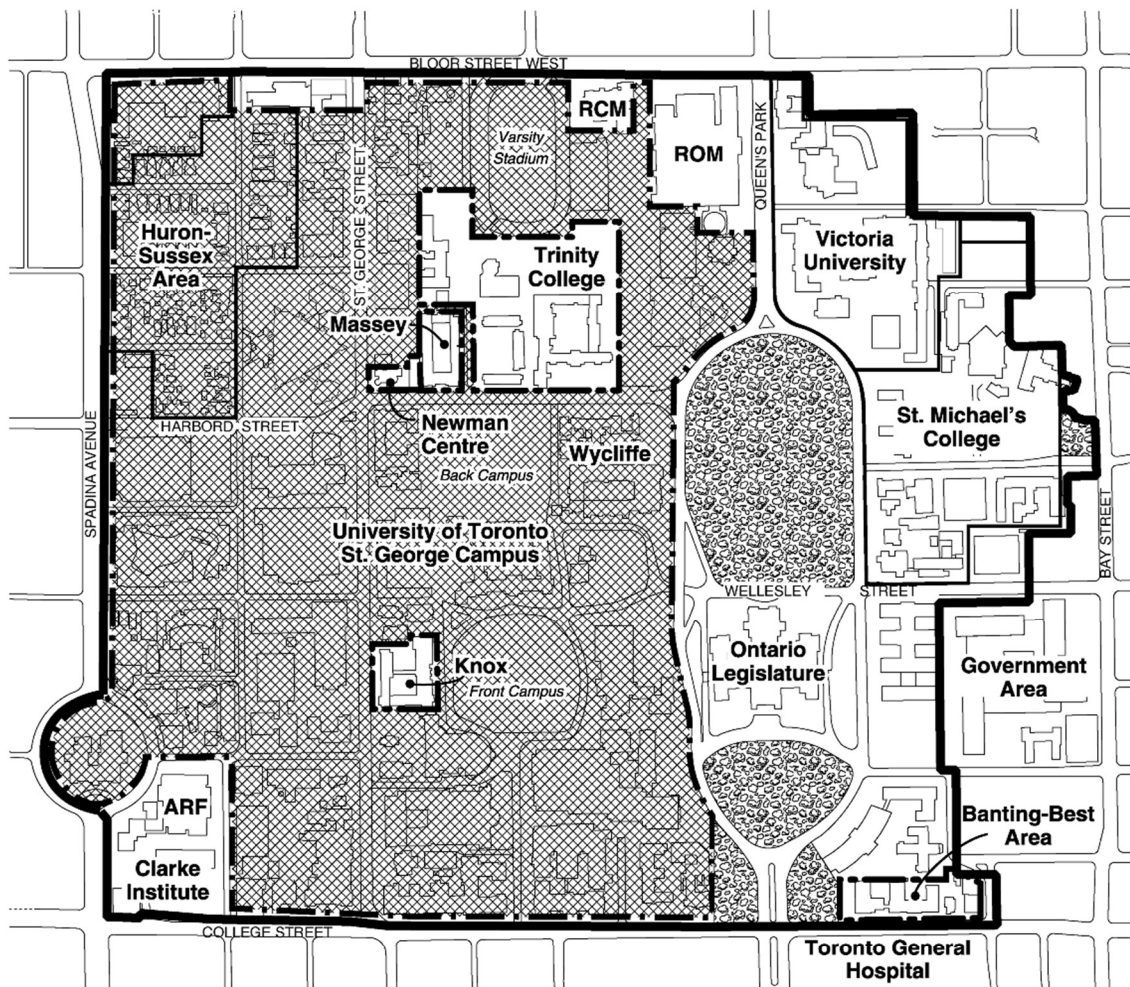 BLOOR STREET WEST
RCM
Varsity
Stadium
ROM
QUEEN'S PARK
ST. GEORGE STREET
Huron-
Sussex
Area
Trinity
College
Victoria
University
Massey
Newman
Centre
HARBORD STREET
SPADINA AVENUE
Wycliffe
Back Campus
St. Michael's
College
BAY STREET
University of Toronto
St. George Campus
WELLESLEY STREET
Knox
Front Campus
Ontario
Legislature
Government
Area
ARF
Clarke
Institute
Banting-Best
Area
COLLEGE STREET
Toronto General
Hospital